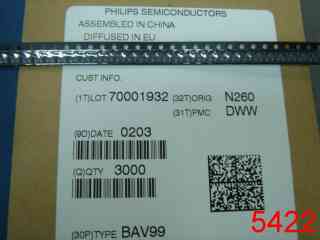 PHILIPS SEMICONDUCTORS
ASSEMBLED IN CHINA
DIFFUSED IN EU
CUST INFO.
(1T)LOT 70001932 (32T)ORIG N260
(31T)PMC DWW
(9D)DATE 0203
(Q)QTY 3000
(30P)TYPE BAV99
5422